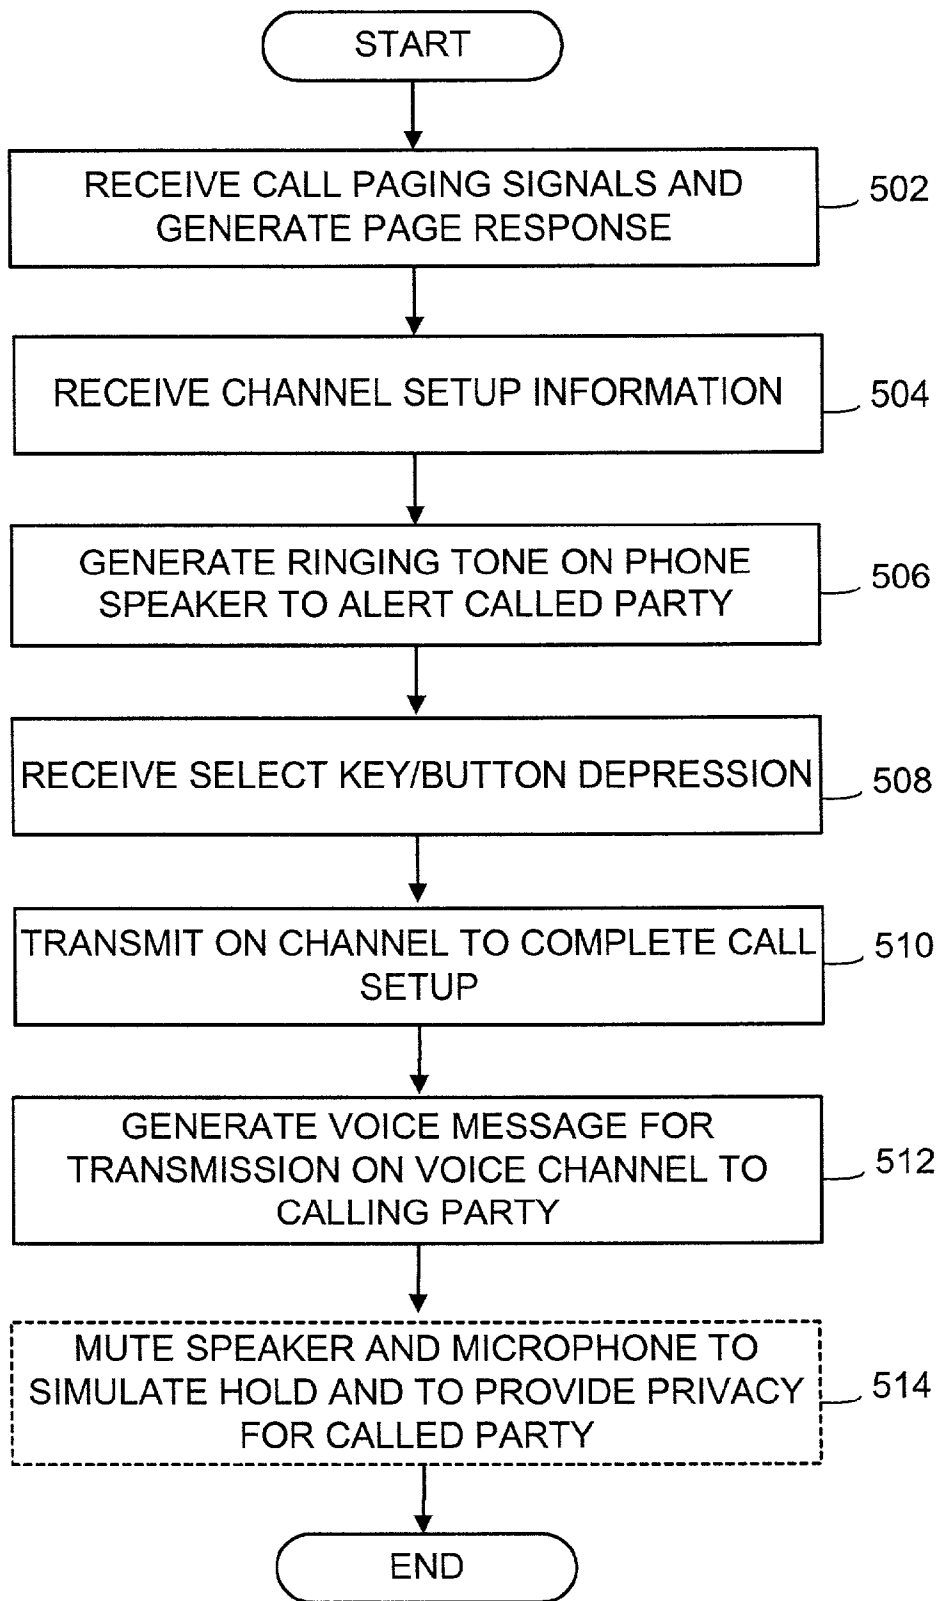 START
RECEIVE CALL PAGING SIGNALS AND
GENERATE PAGE RESPONSE
502
RECEIVE CHANNEL SETUP INFORMATION
504
GENERATE RINGING TONE ON PHONE
SPEAKER TO ALERT CALLED PARTY
506
RECEIVE SELECT KEY/BUTTON DEPRESSION
508
TRANSMIT ON CHANNEL TO COMPLETE CALL
SETUP
510
GENERATE VOICE MESSAGE FOR
TRANSMISSION ON VOICE CHANNEL TO
CALLING PARTY
512
MUTE SPEAKER AND MICROPHONE TO
SIMULATE HOLD AND TO PROVIDE PRIVACY
FOR CALLED PARTY
514
END